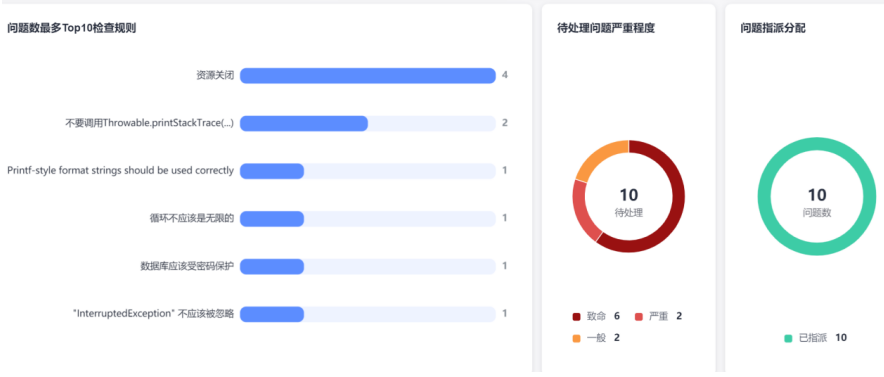 问题数最多Top10检查规则
资源关闭 4
不要调用Throwable.printStackTrace(...) 2
Printf-style format strings should be used correctly 1
循环不应该是无限的 1
数据库应该受密码保护 1
"InterruptedException" 不应该被忽略 1
待处理问题严重程度
10
待处理
致命 6 严重 2
一般 2
问题指派分配
10
问题数
已指派 10